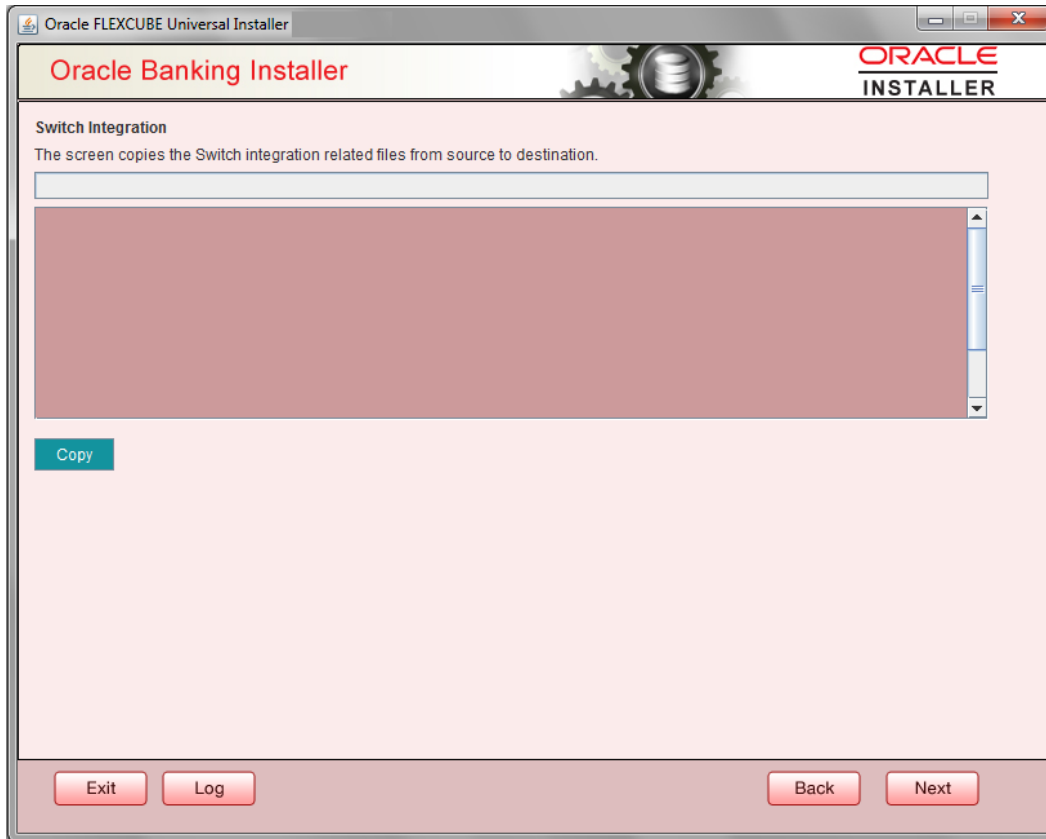 Oracle FLEXCUBE Universal Installer
Oracle Banking Installer
ORACLE
INSTALLER
Switch Integration
The screen copies the Switch integration related files from source to destination.
Copy
Exit
Log
Back
Next